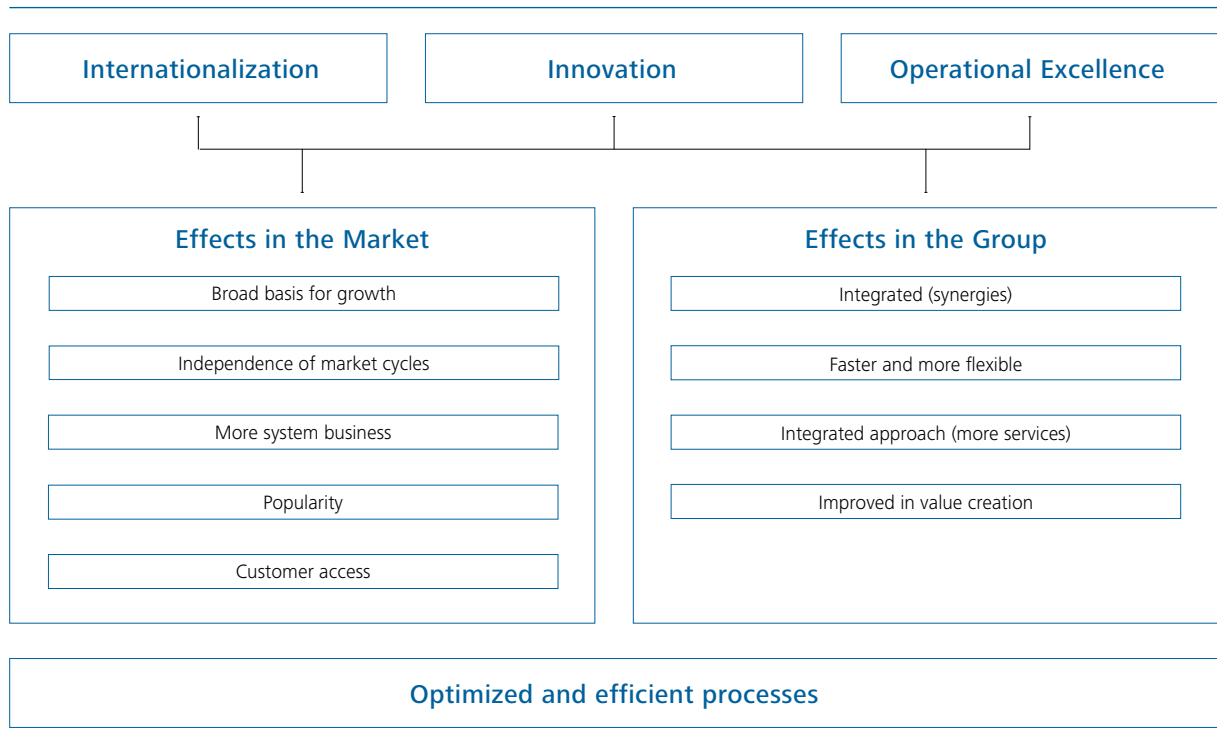 Internationalization
Innovation
Operational Excellence
Effects in the Market
Broad basis for growth
Independence of market cycles
More system business
Popularity
Customer access
Effects in the Group
Integrated (synergies)
Faster and more flexible
Integrated approach (more services)
Improved in value creation
Optimized and efficient processes